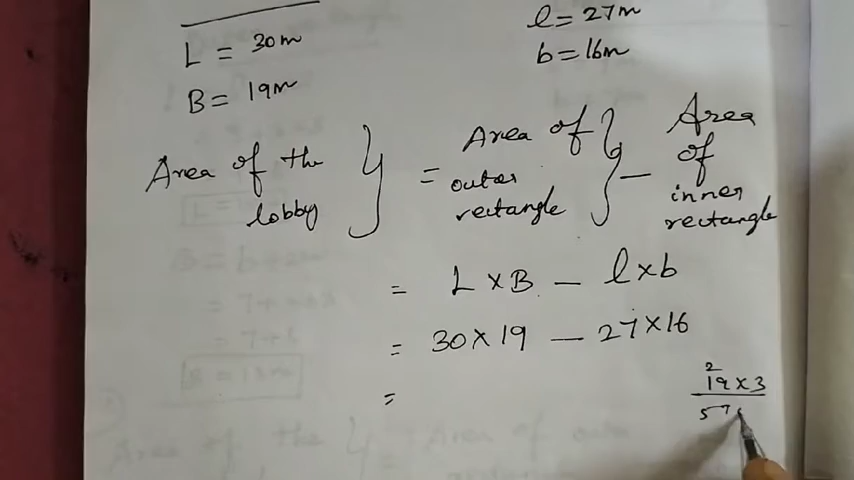 L = 30m
B = 19m
l = 27m
b = 16m
Area of the lobby } = Area of outer rectangle } — Area of inner rectangle
= L × B — l × b
= 30 × 19 — 27 × 16
=
2
19 × 3
57